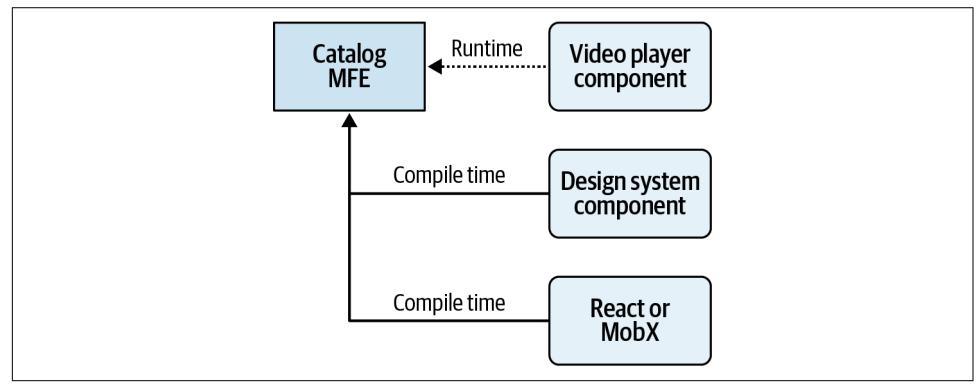 Catalog
MFE
Runtime
Video player
component
Compile time
Design system
component
Compile time
React or
MobX